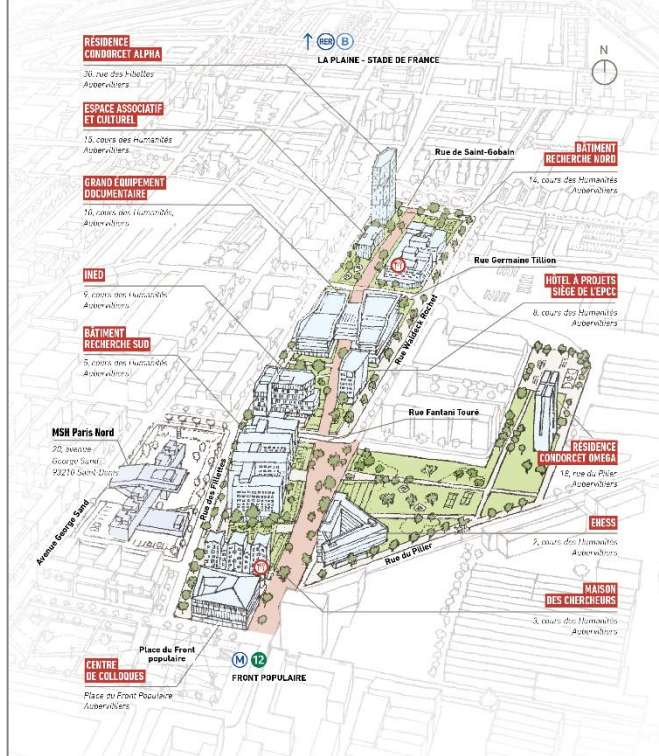 RÉSIDENCE
CONDORCET ALPHA
30, rue des Fillettes
Aubervilliers
RER B
LA PLAINE - STADE DE FRANCE
N
ESPACE ASSOCIATIF
ET CULTUREL
15, cours des Humanités
Aubervilliers
Rue de Saint-Gobain
BÂTIMENT
RECHERCHE NORD
14, cours des Humanités
Aubervilliers
GRAND ÉQUIPEMENT
DOCUMENTAIRE
10, cours des Humanités,
Aubervilliers
Rue Germaine Tillion
INED
9, cours des Humanités
Aubervilliers
Rue Waldeck Rochet
HÔTEL À PROJETS
SIÈGE DE L'EPCC
8, cours des Humanités
Aubervilliers
BÂTIMENT
RECHERCHE SUD
5, cours des Humanités
Aubervilliers
Rue Fantani Touré
MSH Paris Nord
20, avenue
George Sand
93210 Saint-Denis
Rue des Fillettes
Avenue George Sand
RÉSIDENCE
CONDORCET OMEGA
18, rue du Pilier
Aubervilliers
EHESS
2, cours des Humanités
Aubervilliers
Rue du Pilier
MAISON
DES CHERCHEURS
3, cours des Humanités
Aubervilliers
Place du Front
populaire
CENTRE
DE COLLOQUES
Place du Front Populaire
Aubervilliers
M 12
FRONT POPULAIRE